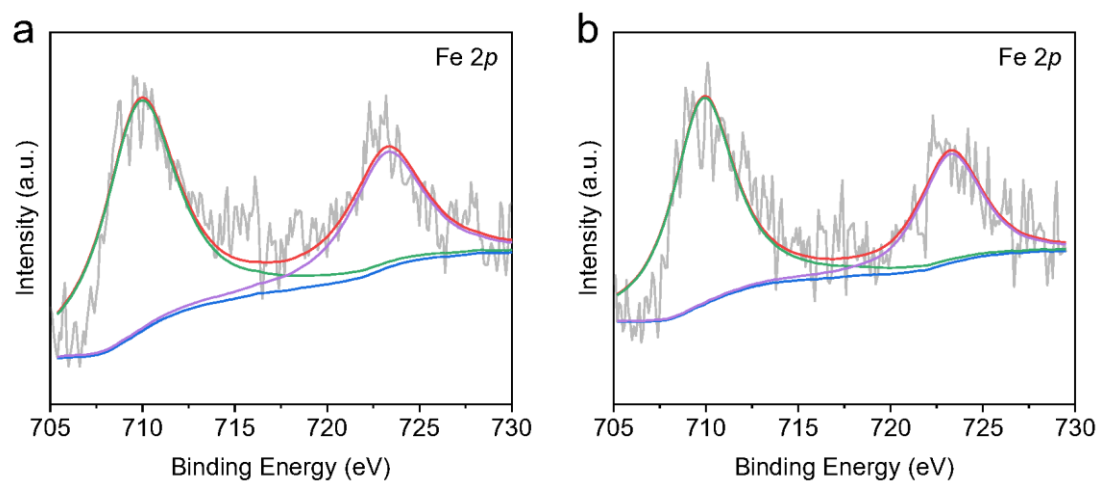 a
Fe 2p
Intensity (a.u.)
705 710 715 720 725 730
Binding Energy (eV)
b
Fe 2p
Intensity (a.u.)
705 710 715 720 725 730
Binding Energy (eV)